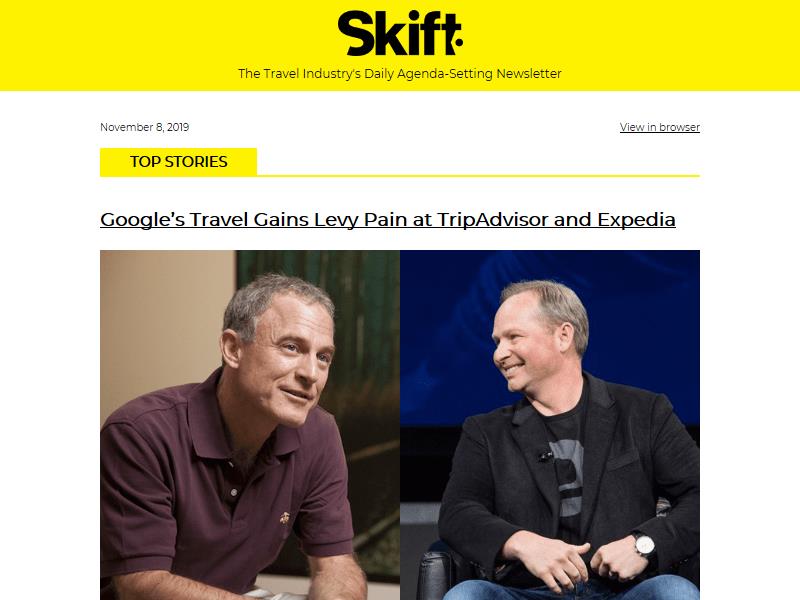 Skift
The Travel Industry's Daily Agenda-Setting Newsletter
November 8, 2019
View in browser
TOP STORIES
Google’s Travel Gains Levy Pain at TripAdvisor and Expedia